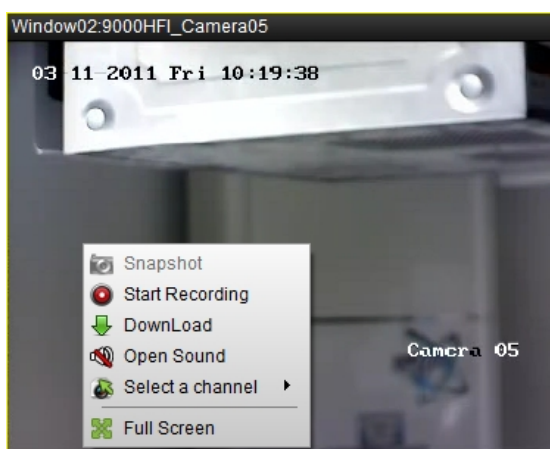 Window02:9000HFI_Camera05
03-11-2011 Fri 10:19:38
Snapshot
Start Recording
DownLoad
Open Sound
Select a channel
Full Screen
Camera 05